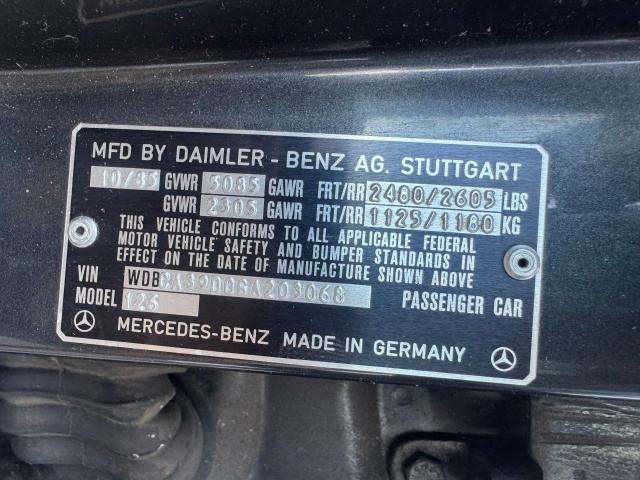 MFD BY DAIMLER - BENZ AG. STUTTGART
10/85 GVWR 5085 GAWR FRT/RR 2480/2605 LBS
GVWR 2305 GAWR FRT/RR 1125/1180 KG
THIS VEHICLE CONFORMS TO ALL APPLICABLE FEDERAL
MOTOR VEHICLE SAFETY AND BUMPER STANDARDS IN
EFFECT ON THE DATE OF MANUFACTURE SHOWN ABOVE.
VIN WDBCA39D0GA203068
MODEL 126 PASSENGER CAR
MERCEDES-BENZ MADE IN GERMANY